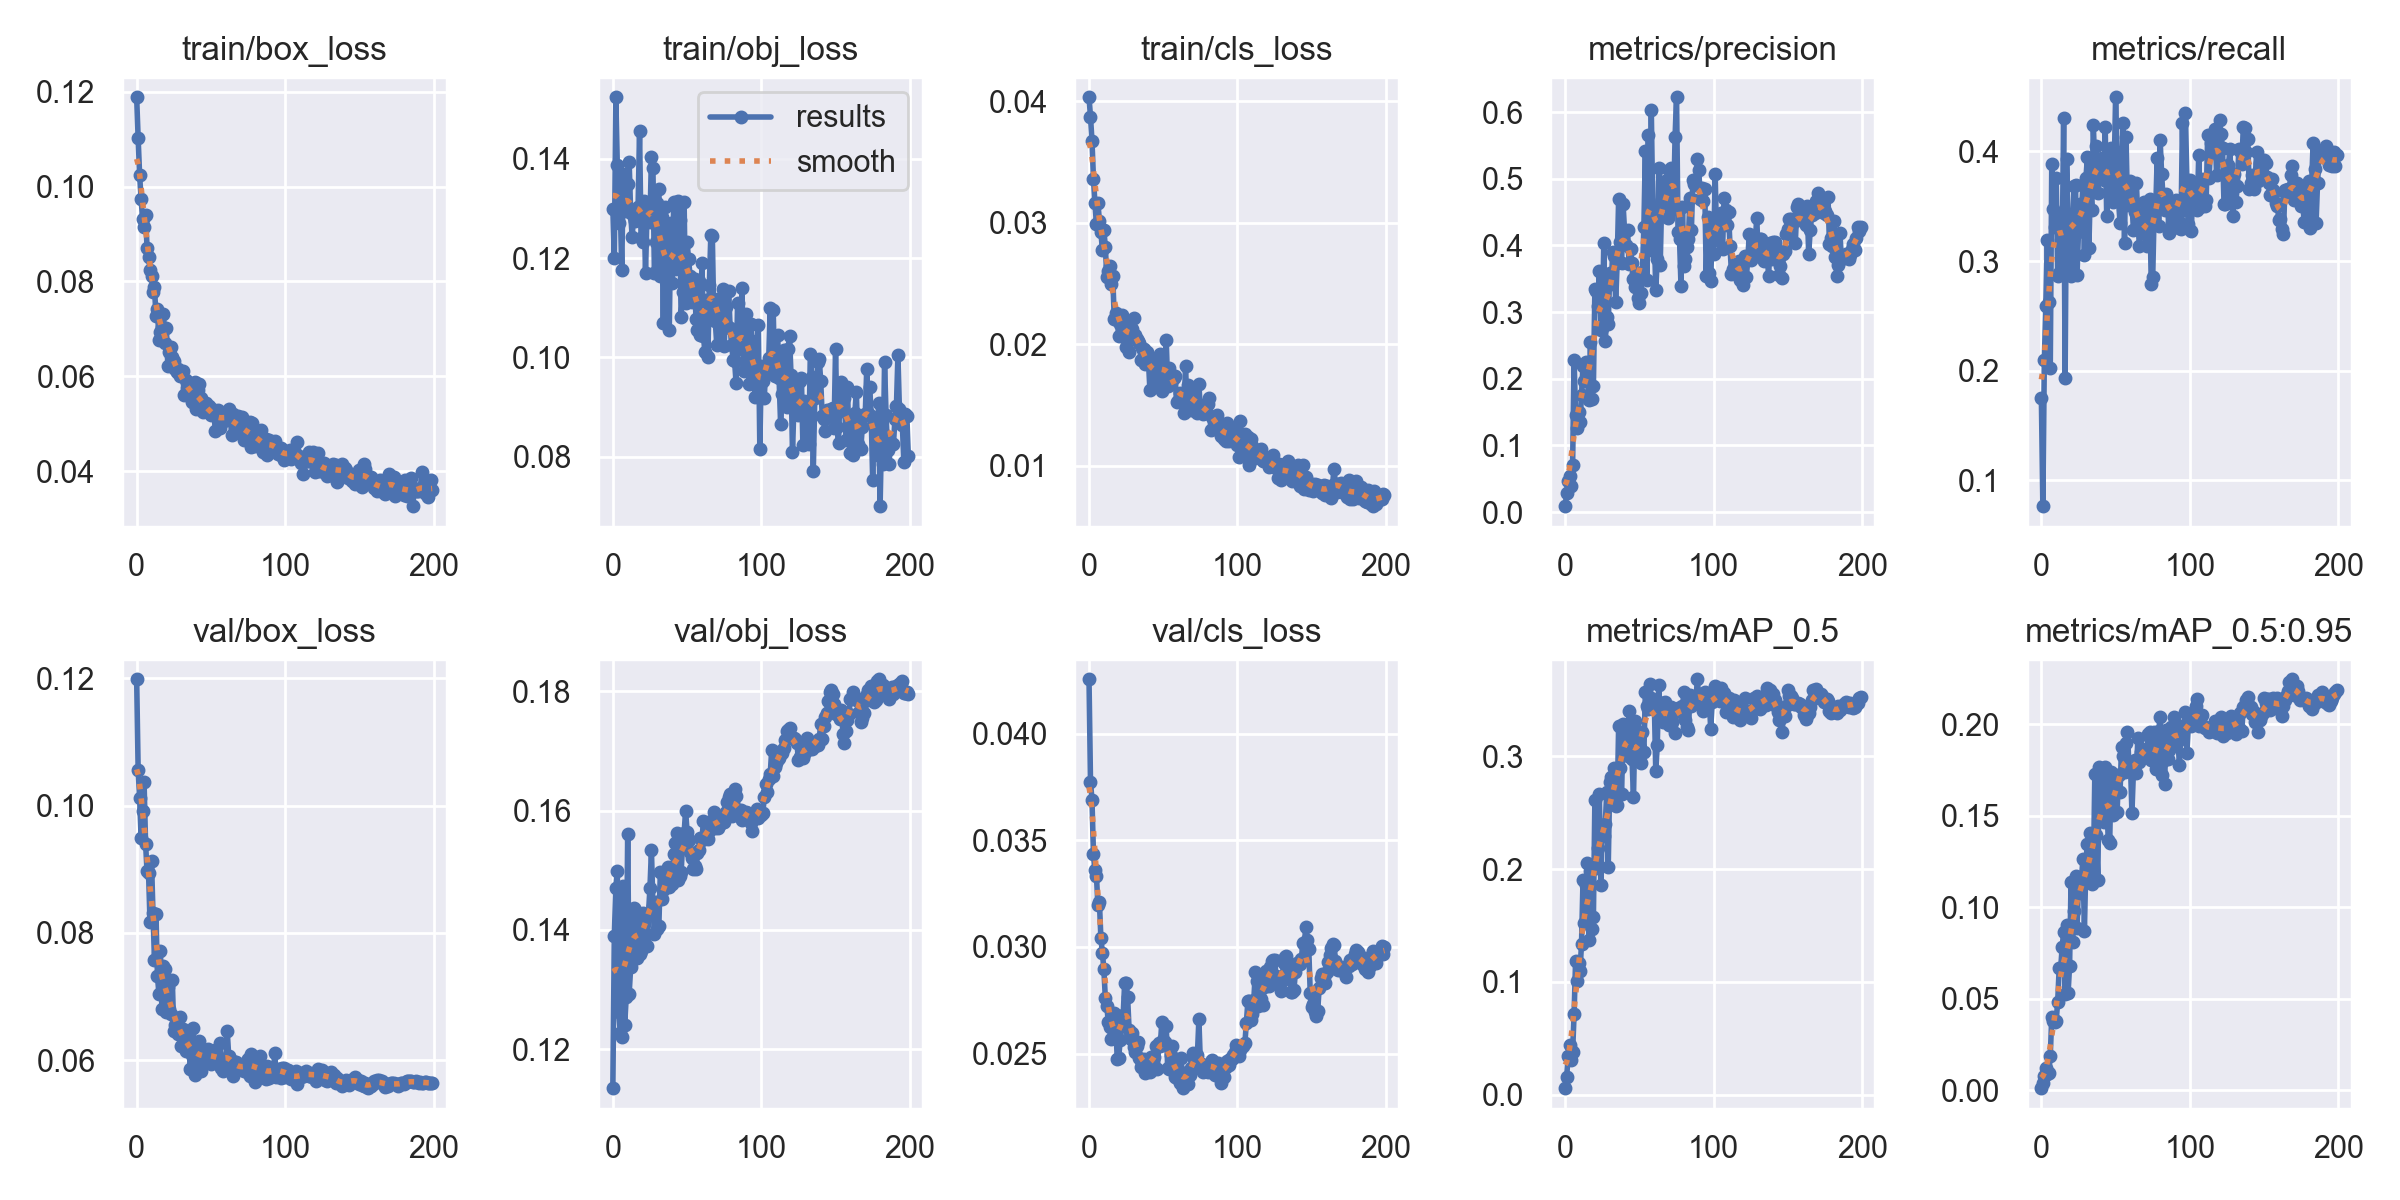 train/box_loss
0.12
0.10
0.08
0.06
0.04
0 100 200
train/obj_loss
results
smooth
0.14
0.12
0.10
0.08
0 100 200
train/cls_loss
0.04
0.03
0.02
0.01
0 100 200
metrics/precision
0.6
0.5
0.4
0.3
0.2
0.1
0.0
0 100 200
metrics/recall
0.4
0.3
0.2
0.1
0 100 200
val/box_loss
0.12
0.10
0.08
0.06
0 100 200
val/obj_loss
0.18
0.16
0.14
0.12
0 100 200
val/cls_loss
0.040
0.035
0.030
0.025
0 100 200
metrics/mAP_0.5
0.3
0.2
0.1
0.0
0 100 200
metrics/mAP_0.5:0.95
0.20
0.15
0.10
0.05
0.00
0 100 200